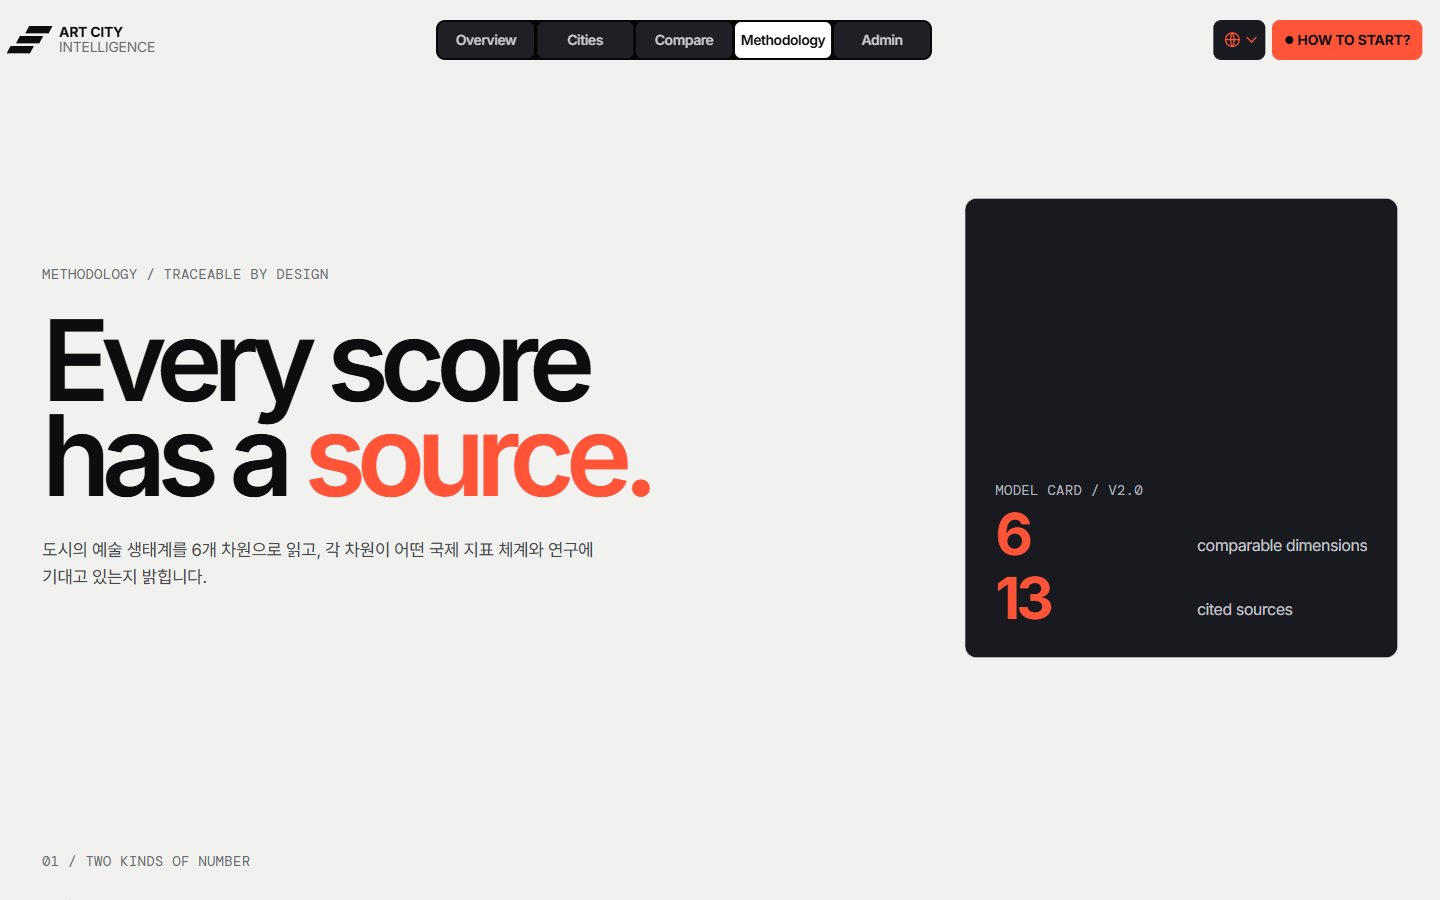 ART CITY
INTELLIGENCE
Overview
Cities
Compare
Methodology
Admin
HOW TO START?
METHODOLOGY / TRACEABLE BY DESIGN
Every score
has a source.
도시의 예술 생태계를 6개 차원으로 읽고, 각 차원이 어떤 국제 지표 체계와 연구에
기대고 있는지 밝힙니다.
MODEL CARD / V2.0
6 comparable dimensions
13 cited sources
01 / TWO KINDS OF NUMBER